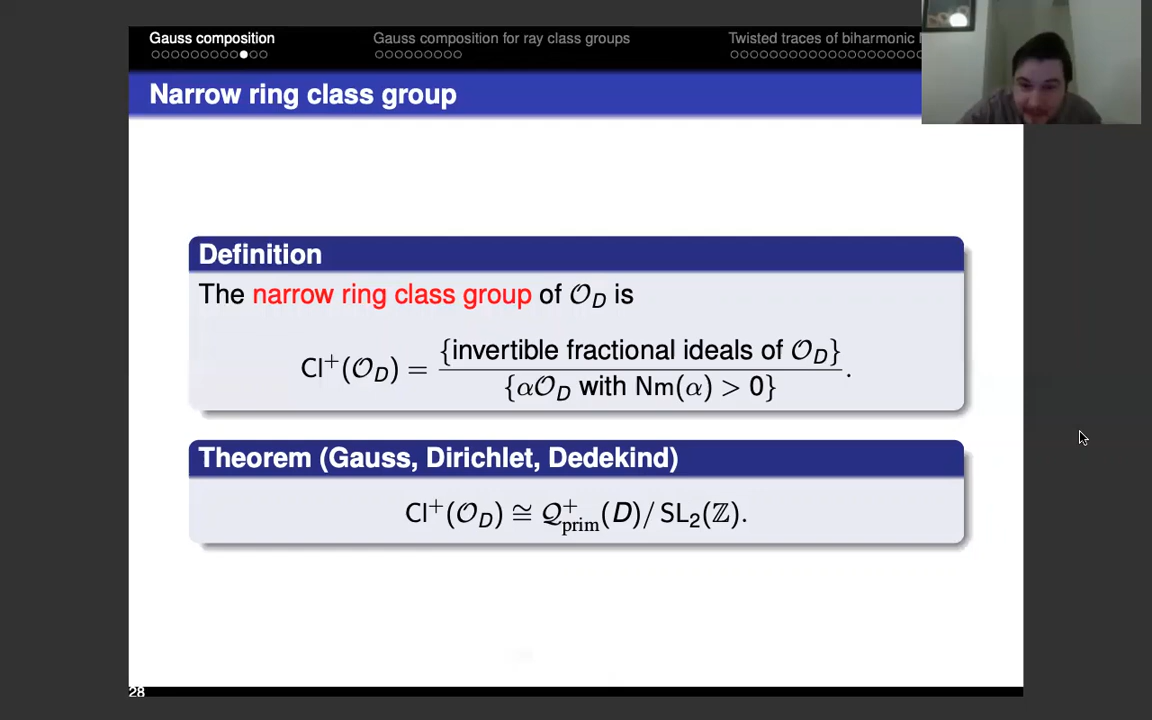 Gauss composition
Gauss composition for ray class groups
Twisted traces of biharmonic
Narrow ring class group
Definition
The narrow ring class group of 𝒪_D is
Cl⁺(𝒪_D) = {invertible fractional ideals of 𝒪_D} / {α𝒪_D with Nm(α) > 0}.
Theorem (Gauss, Dirichlet, Dedekind)
Cl⁺(𝒪_D) ≅ 𝒬⁺_prim(D)/ SL₂(ℤ).
28